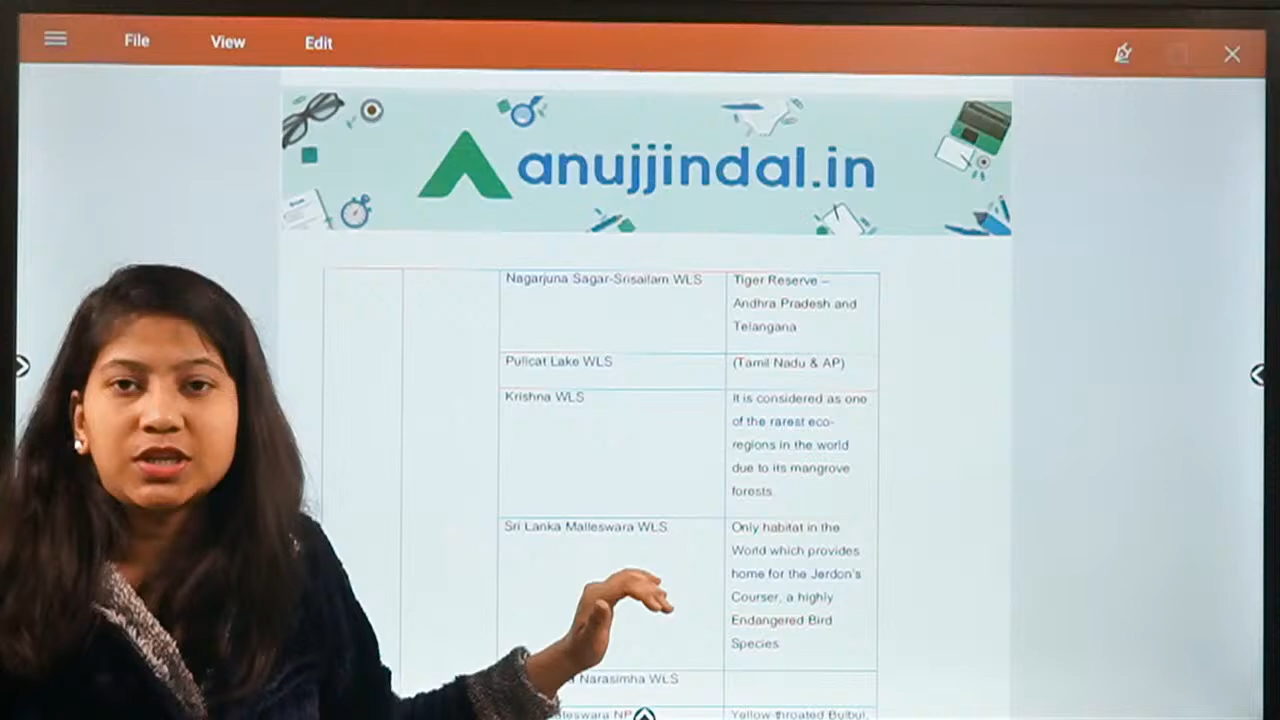 File View Edit
anujjindal.in
Nagarjuna Sagar-Srisailam WLS
Tiger Reserve –
Andhra Pradesh and
Telangana
Pulicat Lake WLS
(Tamil Nadu & AP)
Krishna WLS
It is considered as one
of the rarest eco-
regions in the world
due to its mangrove
forests
Sri Lanka Malleswara WLS
Only habitat in the
World which provides
home for the Jerdon's
Courser, a highly
Endangered Bird
Species
Narasimha WLS
NP
Yellow-throated Bulbul,